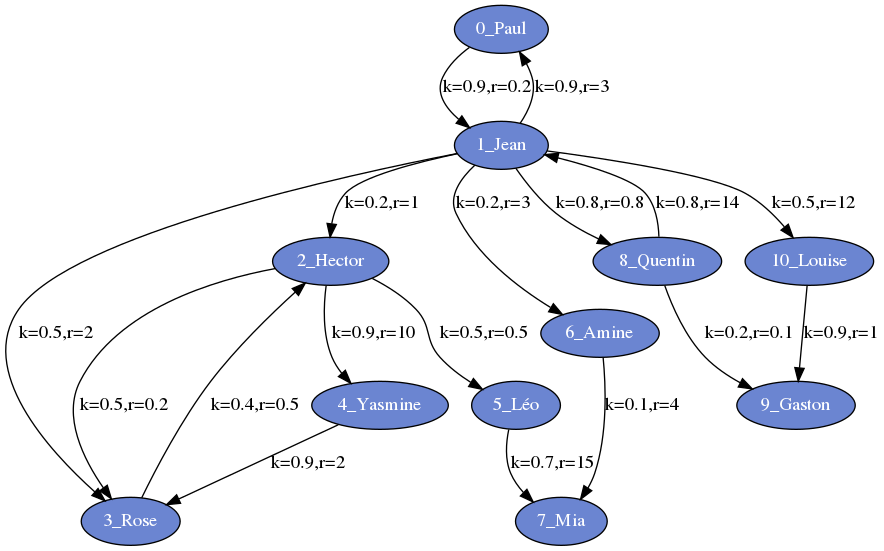 0_Paul
k=0.9,r=0.2
k=0.9,r=3
1_Jean
k=0.2,r=1
k=0.2,r=3
k=0.8,r=0.8
k=0.8,r=14
k=0.5,r=12
2_Hector
8_Quentin
10_Louise
k=0.5,r=2
k=0.9,r=10
k=0.5,r=0.5
6_Amine
k=0.2,r=0.1
k=0.9,r=1
k=0.5,r=0.2
k=0.4,r=0.5
4_Yasmine
5_Léo
k=0.1,r=4
9_Gaston
k=0.9,r=2
k=0.7,r=15
3_Rose
7_Mia